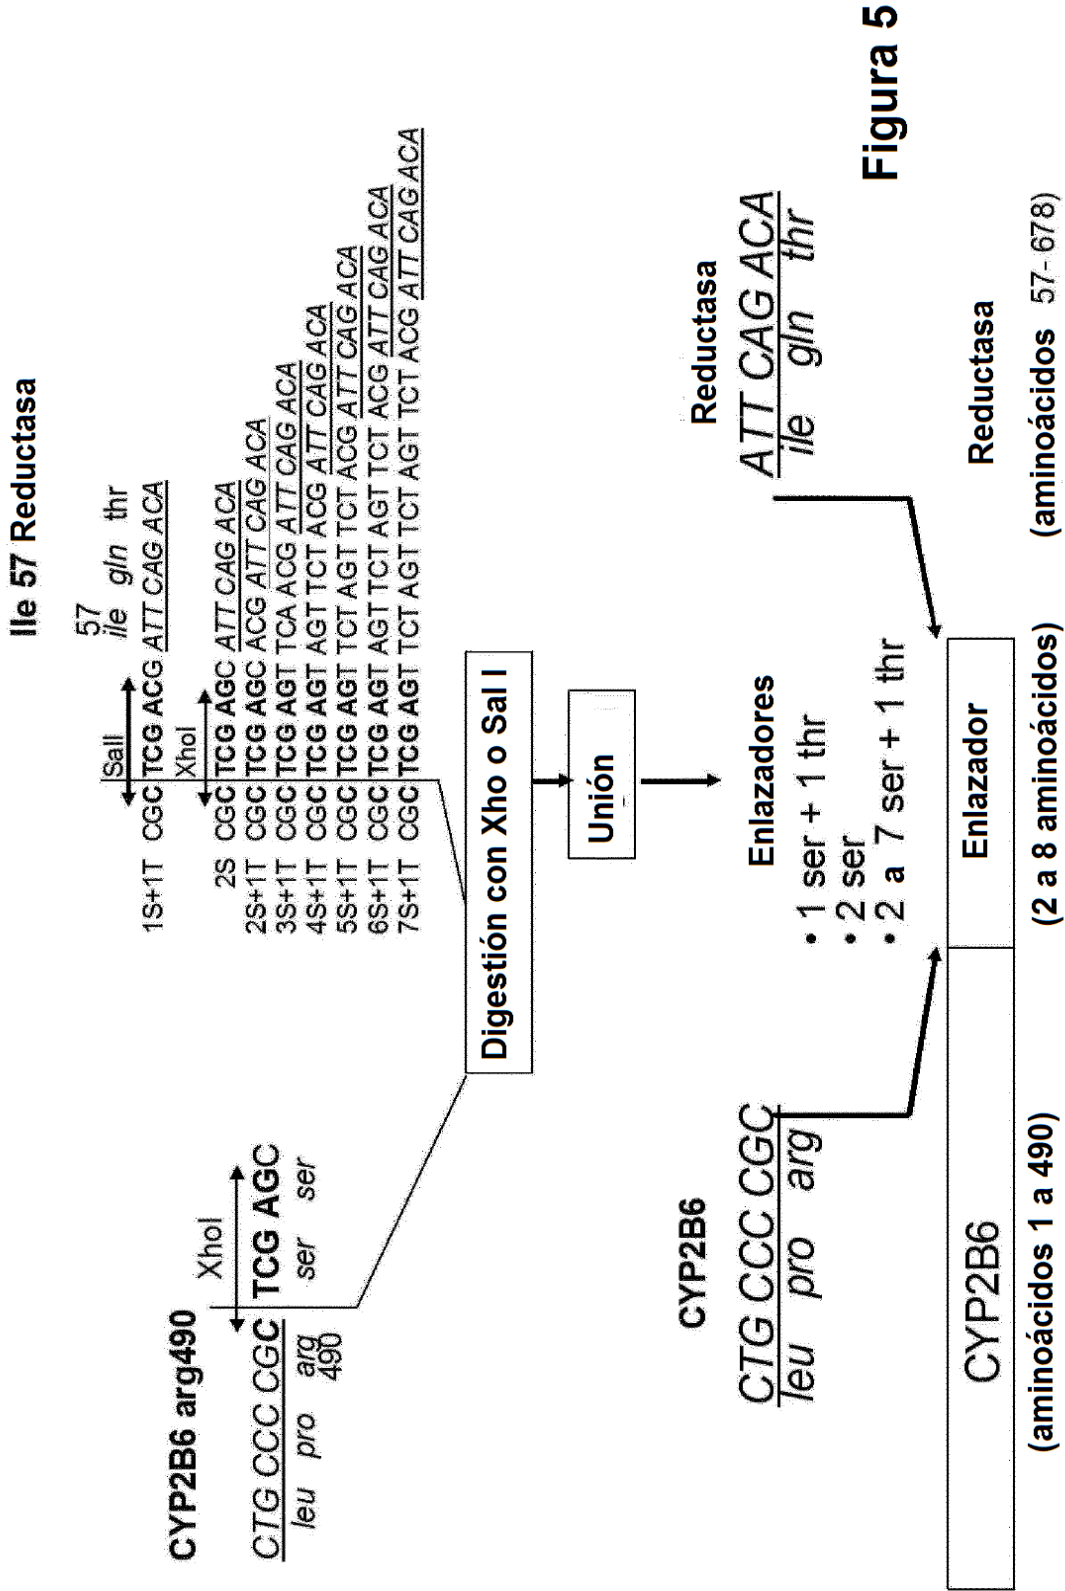 Ile 57 Reductasa
57
ile gln thr
SalI
1S+1T CGC TCG ACG ATT CAG ACA
XhoI
2S CGC TCG AGC ATT CAG ACA
2S+1T CGC TCG AGC ACG ATT CAG ACA
3S+1T CGC TCG AGT TCA ACG ATT CAG ACA
4S+1T CGC TCG AGT AGT TCT ACG ATT CAG ACA
5S+1T CGC TCG AGT TCT AGT TCT ACG ATT CAG ACA
6S+1T CGC TCG AGT AGT TCT AGT TCT ACG ATT CAG ACA
7S+1T CGC TCG AGT TCT AGT TCT AGT TCT ACG ATT CAG ACA
CYP2B6 arg490
XhoI
CTG CCC CGC TCG AGC
leu pro arg ser ser
490
Digestión con Xho o Sal I
Unión
CYP2B6
CTG CCC CGC
leu pro arg
Enlazadores
• 1 ser + 1 thr
• 2 ser
• 2 a 7 ser + 1 thr
Reductasa
ATT CAG ACA
ile gln thr
CYP2B6 Enlazador Reductasa
(aminoácidos 1 a 490) (2 a 8 aminoácidos) (aminoácidos 57- 678)
Figura 5